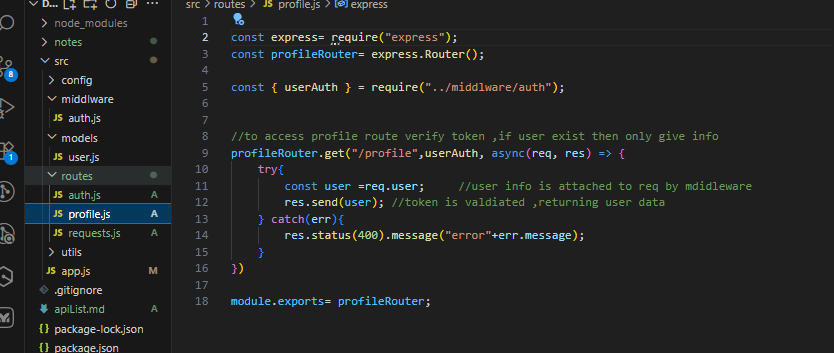 D...
node_modules
notes
src
config
middlware
JS auth.js
models
JS user.js
routes
JS auth.js A
JS profile.js A
JS requests.js A
utils
JS app.js M
.gitignore
apiList.md A
{} package-lock.json
{} package.json
8
1
src > routes > JS profile.js > express
1
2 const express= require("express");
3 const profileRouter= express.Router();
4
5 const { userAuth } = require("../middlware/auth");
6
7
8 //to access profile route verify token ,if user exist then only give info
9 profileRouter.get("/profile",userAuth, async(req, res) => {
10 try{
11 const user =req.user; //user info is attached to req by mdidleware
12 res.send(user); //token is valdiated ,returning user data
13 } catch(err){
14 res.status(400).message("error"+err.message);
15 }
16 })
17
18 module.exports= profileRouter;